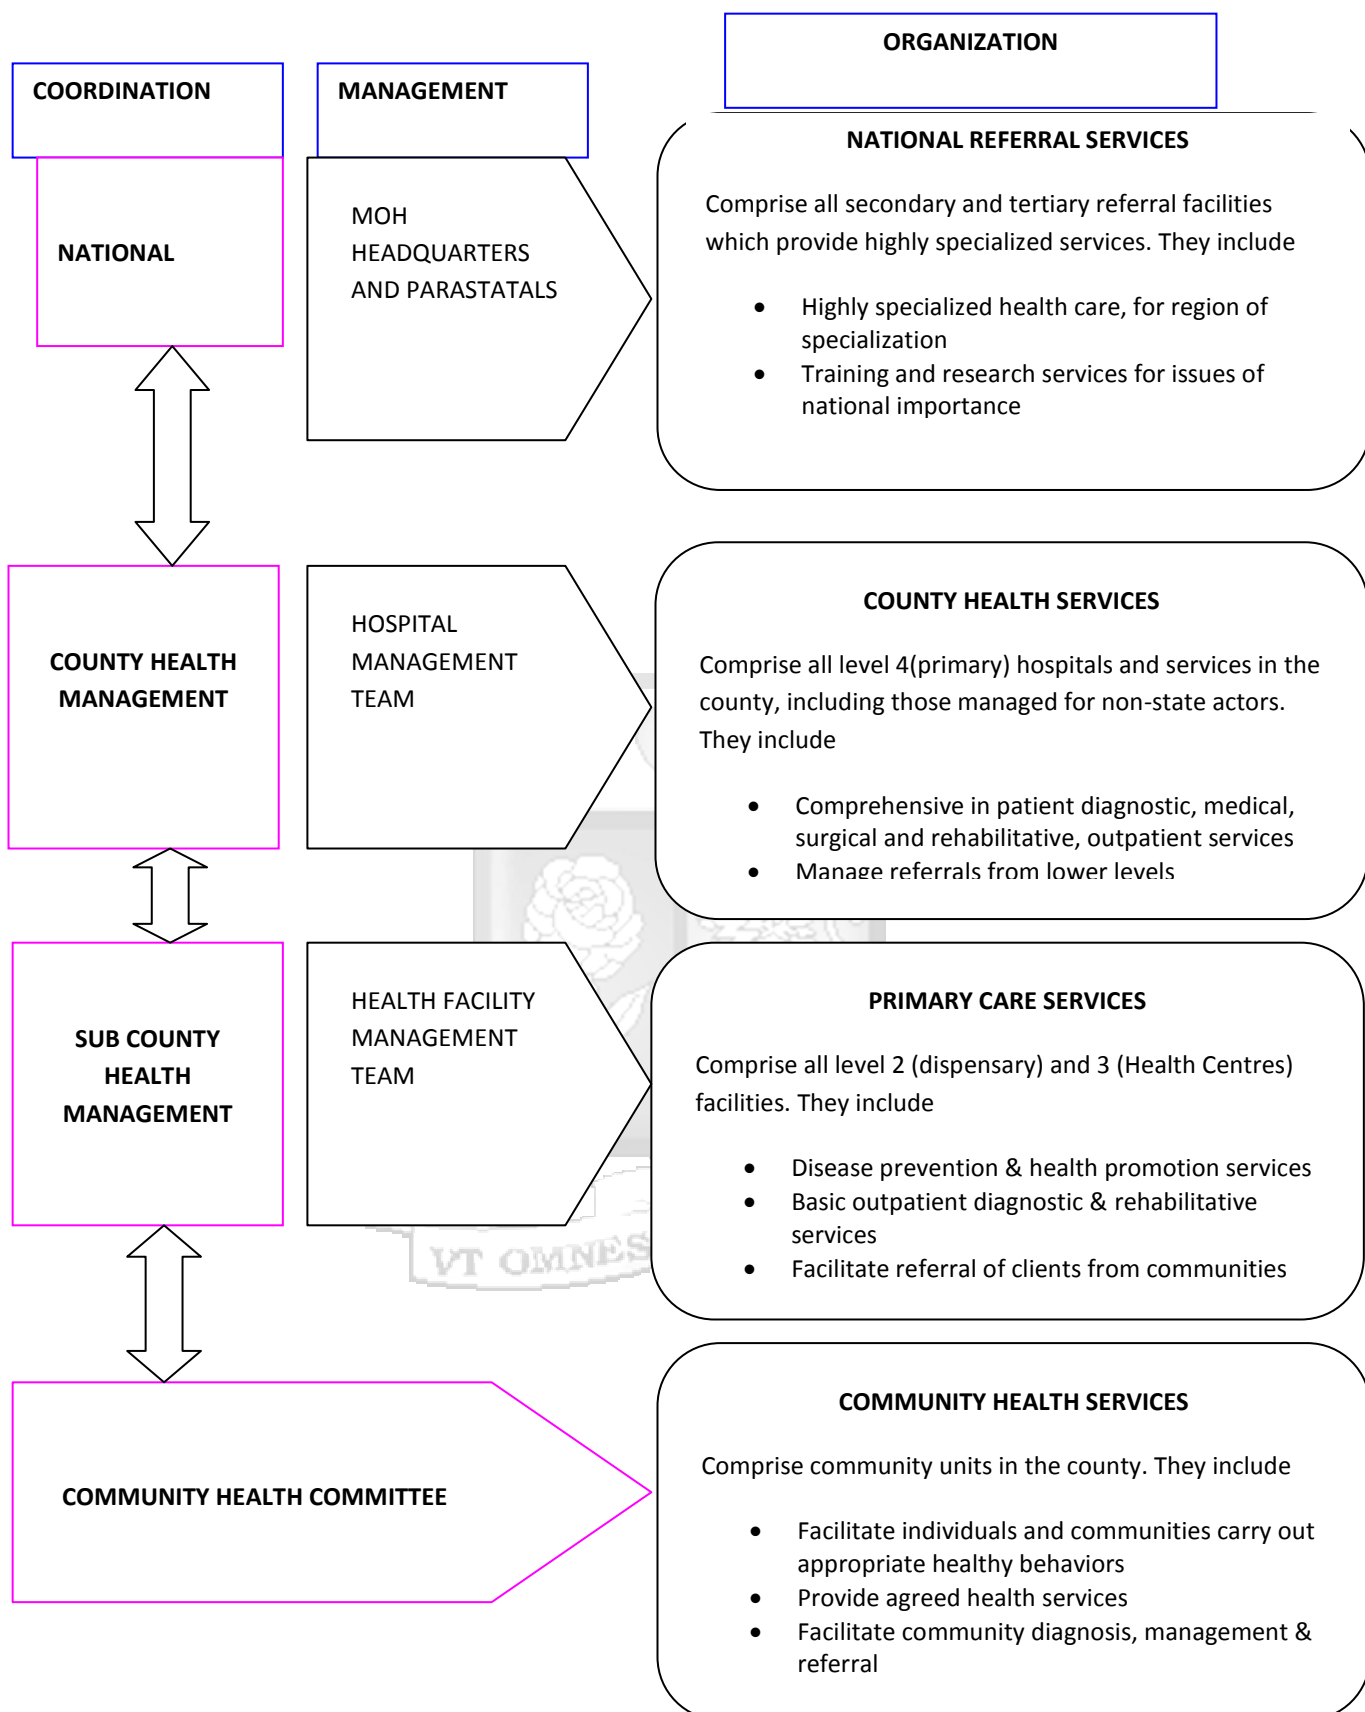 ORGANIZATION
COORDINATION
MANAGEMENT
NATIONAL
MOH
HEADQUARTERS
AND PARASTATALS
NATIONAL REFERRAL SERVICES
Comprise all secondary and tertiary referral facilities
which provide highly specialized services. They include
• Highly specialized health care, for region of
specialization
• Training and research services for issues of
national importance
COUNTY HEALTH
MANAGEMENT
HOSPITAL
MANAGEMENT
TEAM
COUNTY HEALTH SERVICES
Comprise all level 4(primary) hospitals and services in the
county, including those managed for non-state actors.
They include
• Comprehensive in patient diagnostic, medical,
surgical and rehabilitative, outpatient services
• Manage referrals from lower levels
SUB COUNTY
HEALTH
MANAGEMENT
HEALTH FACILITY
MANAGEMENT
TEAM
PRIMARY CARE SERVICES
Comprise all level 2 (dispensary) and 3 (Health Centres)
facilities. They include
• Disease prevention & health promotion services
• Basic outpatient diagnostic & rehabilitative
services
• Facilitate referral of clients from communities
VT OMNES
COMMUNITY HEALTH COMMITTEE
COMMUNITY HEALTH SERVICES
Comprise community units in the county. They include
• Facilitate individuals and communities carry out
appropriate healthy behaviors
• Provide agreed health services
• Facilitate community diagnosis, management &
referral